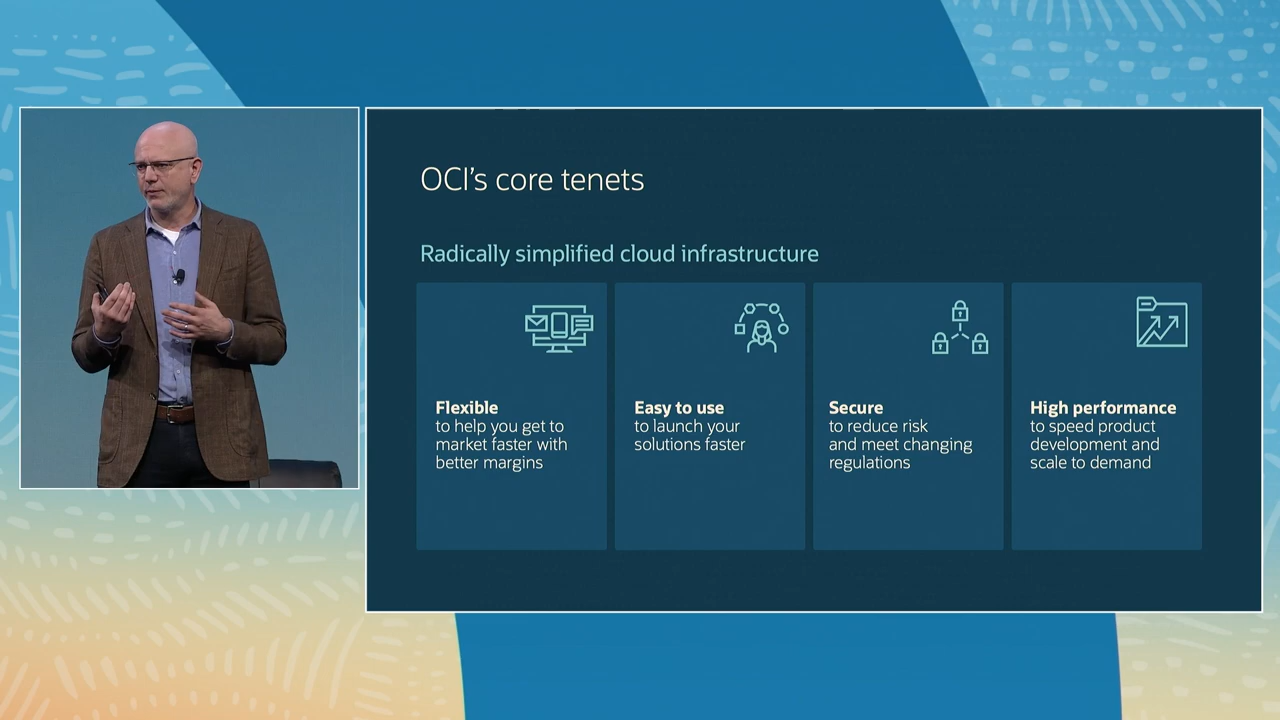 OCI's core tenets
Radically simplified cloud infrastructure
Flexible
to help you get to
market faster with
better margins
Easy to use
to launch your
solutions faster
Secure
to reduce risk
and meet changing
regulations
High performance
to speed product
development and
scale to demand